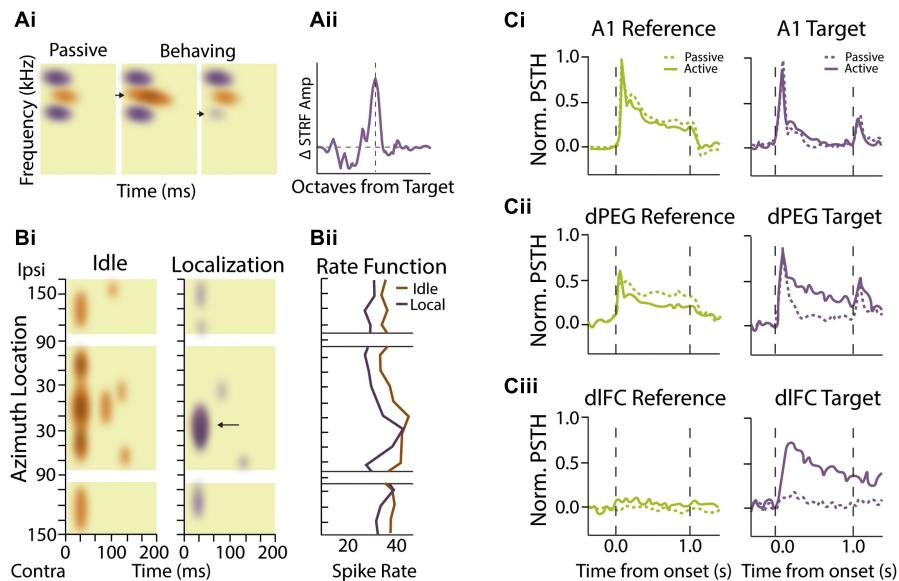 Ai
Passive
Behaving
Frequency (kHz)
Time (ms)
Aii
Δ STRF Amp
Octaves from Target
Bi
Ipsi
Idle
Localization
Azimuth Location
150
90
30
30
90
150
0 100 200
0 100 200
Contra
Time (ms)
Bii
Rate Function
Idle
Local
20 40
Spike Rate
Ci
A1 Reference
A1 Target
Norm. PSTH
1.0
0.5
0.0
Passive
Active
Passive
Active
Cii
dPEG Reference
dPEG Target
Norm. PSTH
1.0
0.5
0.0
Ciii
dlFC Reference
dlFC Target
Norm. PSTH
1.0
0.5
0.0
0.0 1.0
0.0 1.0
Time from onset (s)
Time from onset (s)